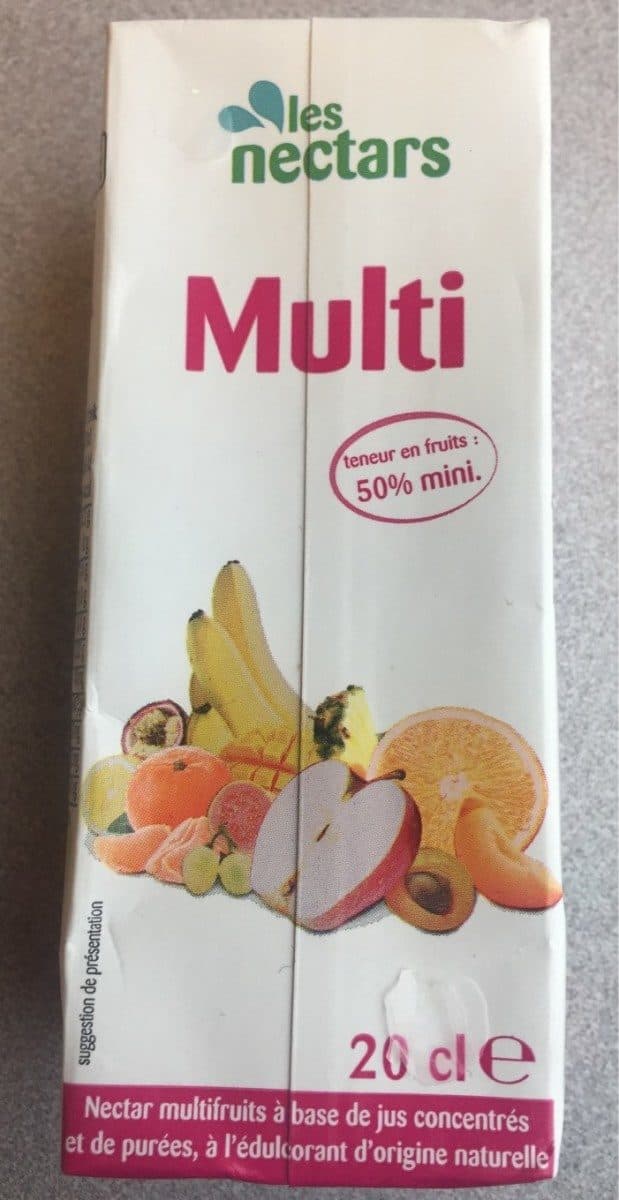 les
nectars
Multi
teneur en fruits :
50% mini.
suggestion de présentation
20 cl e
Nectar multifruits à base de jus concentrés
et de purées, à l'édulcorant d'origine naturelle